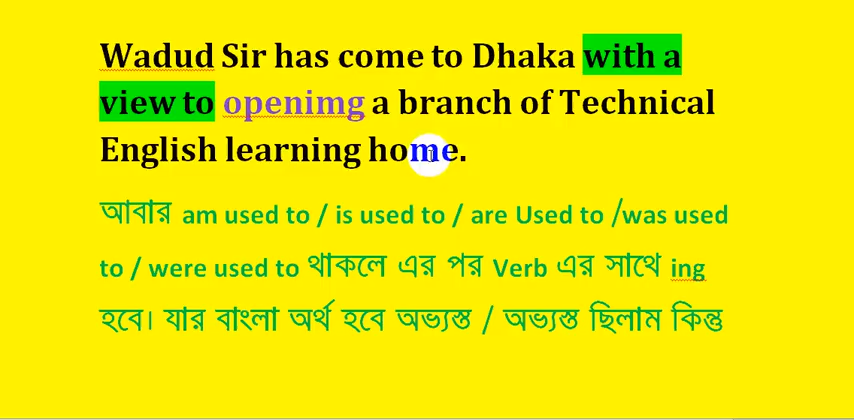 Wadud Sir has come to Dhaka with a
view to openimg a branch of Technical
English learning home.
আবার am used to / is used to / are Used to /was used
to / were used to থাকলে এর পর Verb এর সাথে ing
হবে। যার বাংলা অর্থ হবে অভ্যস্ত / অভ্যস্ত ছিলাম কিন্তু